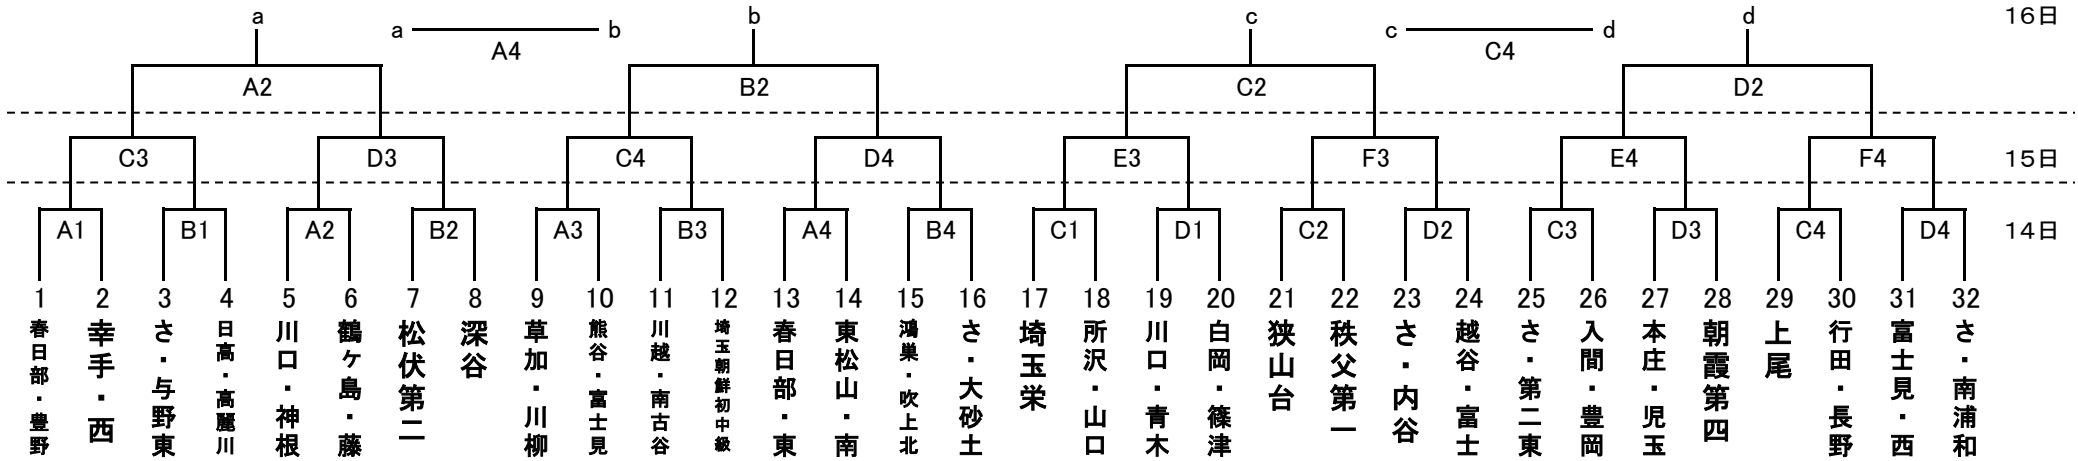 a b c d 16日
a b c d
A4 C4
A2 B2 C2 D2
C3 D3 C4 D4 E3 F3 E4 F4 15日
A1 B1 A2 B2 A3 B3 A4 B4 C1 D1 C2 D2 C3 D3 C4 D4 14日
1 2 3 4 5 6 7 8 9 10 11 12 13 14 15 16 17 18 19 20 21 22 23 24 25 26 27 28 29 30 31 32
春日部・豊野
幸手・西
さ・与野東
日高・高麗川
川口・神根
鶴ヶ島・藤
松伏第二
深谷
草加・川柳
熊谷・富士見
川越・南古谷
埼玉朝鮮初中級
春日部・東
東松山・南
鴻巣・吹上北
さ・大砂土
埼玉栄
所沢・山口
川口・青木
白岡・篠津
狭山台
秩父第一
さ・内谷
越谷・富士
さ・第二東
入間・豊岡
本庄・児玉
朝霞第四
上尾
行田・長野
富士見・西
さ・南浦和